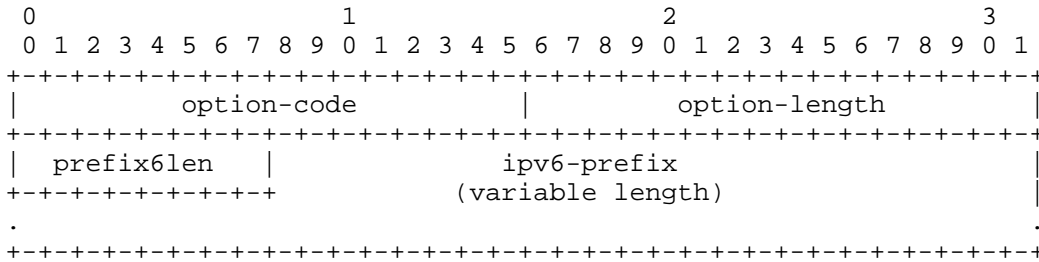 0                   1                   2                   3
 0 1 2 3 4 5 6 7 8 9 0 1 2 3 4 5 6 7 8 9 0 1 2 3 4 5 6 7 8 9 0 1
+-+-+-+-+-+-+-+-+-+-+-+-+-+-+-+-+-+-+-+-+-+-+-+-+-+-+-+-+-+-+-+-+
|          option-code          |         option-length         |
+-+-+-+-+-+-+-+-+-+-+-+-+-+-+-+-+-+-+-+-+-+-+-+-+-+-+-+-+-+-+-+-+
|  prefix6len   |              ipv6-prefix                      |
+-+-+-+-+-+-+-+-+           (variable length)                   |
.                                                               .
+-+-+-+-+-+-+-+-+-+-+-+-+-+-+-+-+-+-+-+-+-+-+-+-+-+-+-+-+-+-+-+-+